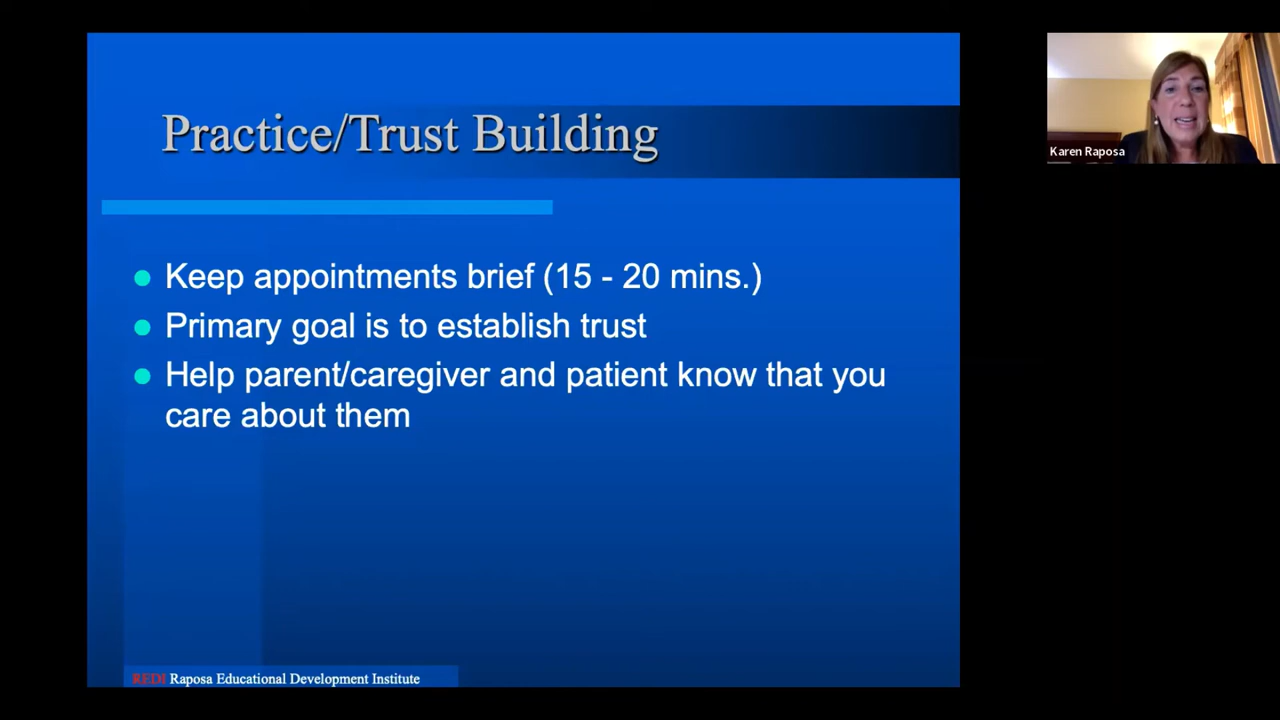 Practice/Trust Building
Keep appointments brief (15 - 20 mins.)
Primary goal is to establish trust
Help parent/caregiver and patient know that you
care about them
REDI Raposa Educational Development Institute
Karen Raposa